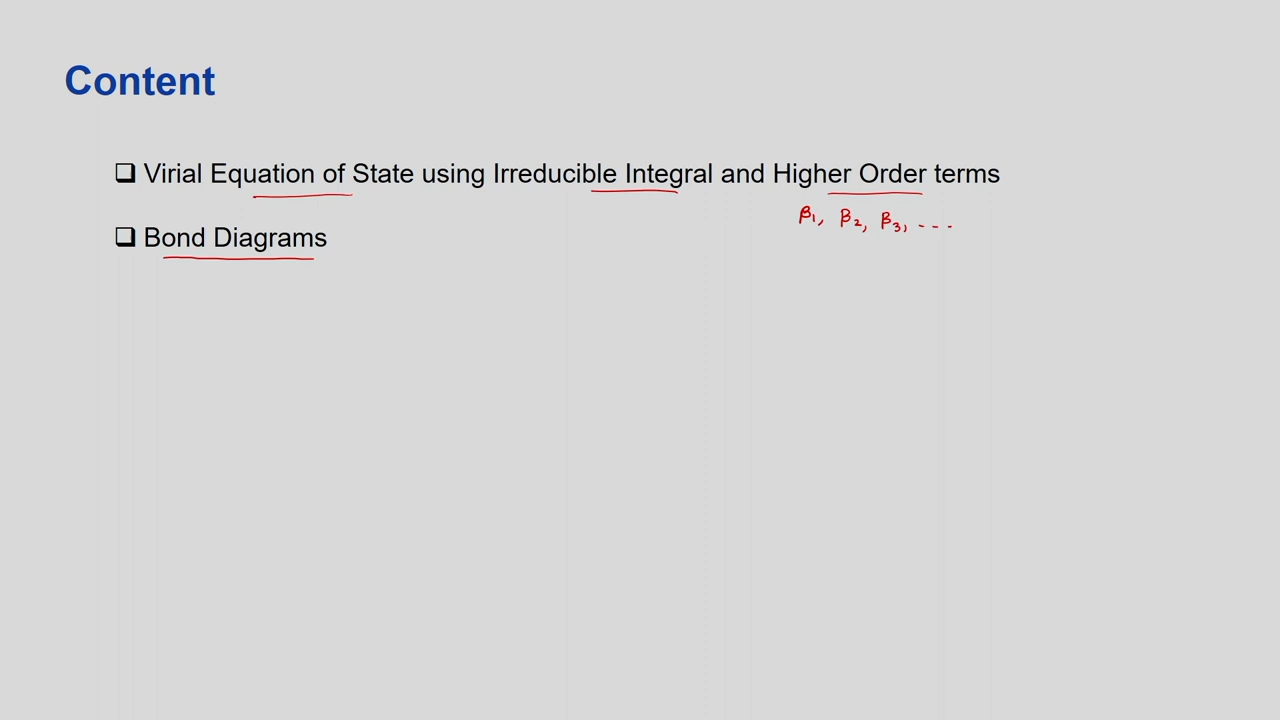 Content
❑ Virial Equation of State using Irreducible Integral and Higher Order terms
β₁, β₂, β₃, ----
❑ Bond Diagrams